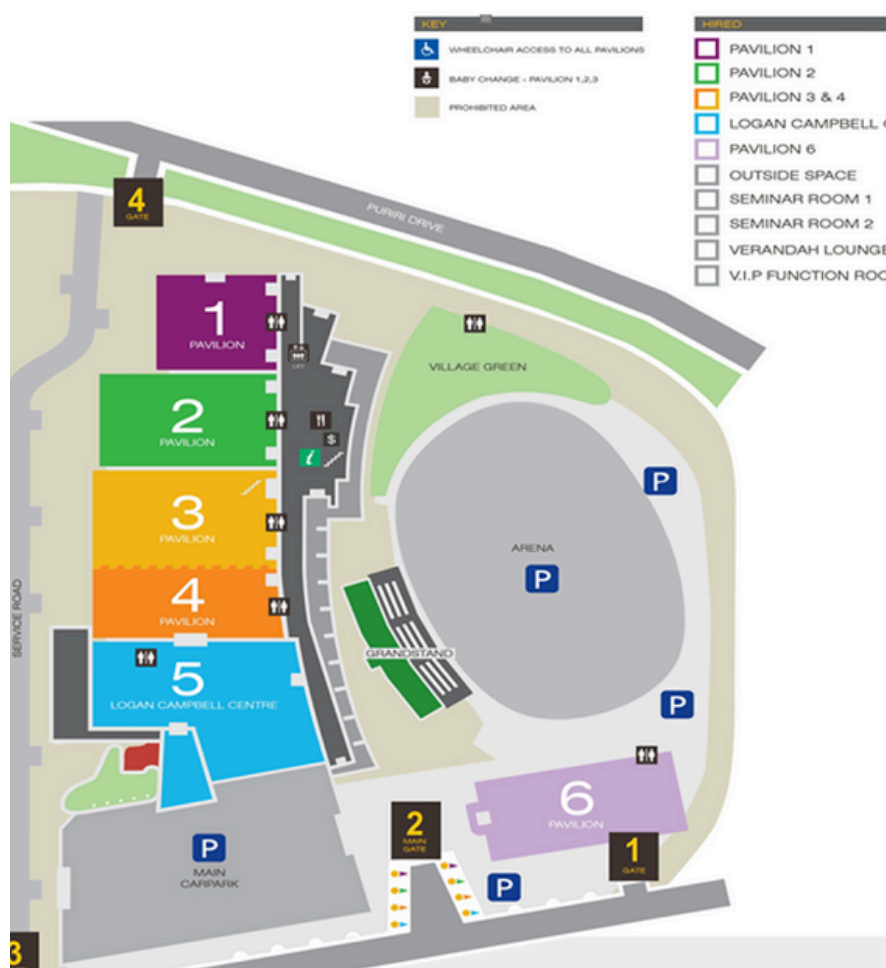 KEY
WHEELCHAIR ACCESS TO ALL PAVILIONS
BABY CHANGE - PAVILION 1,2,3
PROHIBITED AREA
HIRED
PAVILION 1
PAVILION 2
PAVILION 3 & 4
LOGAN CAMPBELL
PAVILION 6
OUTSIDE SPACE
SEMINAR ROOM 1
SEMINAR ROOM 2
VERANDAH LOUNGE
V.I.P FUNCTION ROO
4
GATE
PURIRI DRIVE
1
PAVILION
LIFT
VILLAGE GREEN
2
PAVILION
$
i
P
3
PAVILION
ARENA
P
4
PAVILION
SERVICE ROAD
GRANDSTAND
5
LOGAN CAMPBELL CENTRE
P
6
PAVILION
2
MAIN
GATE
P
MAIN
CARPARK
1
GATE
P
3